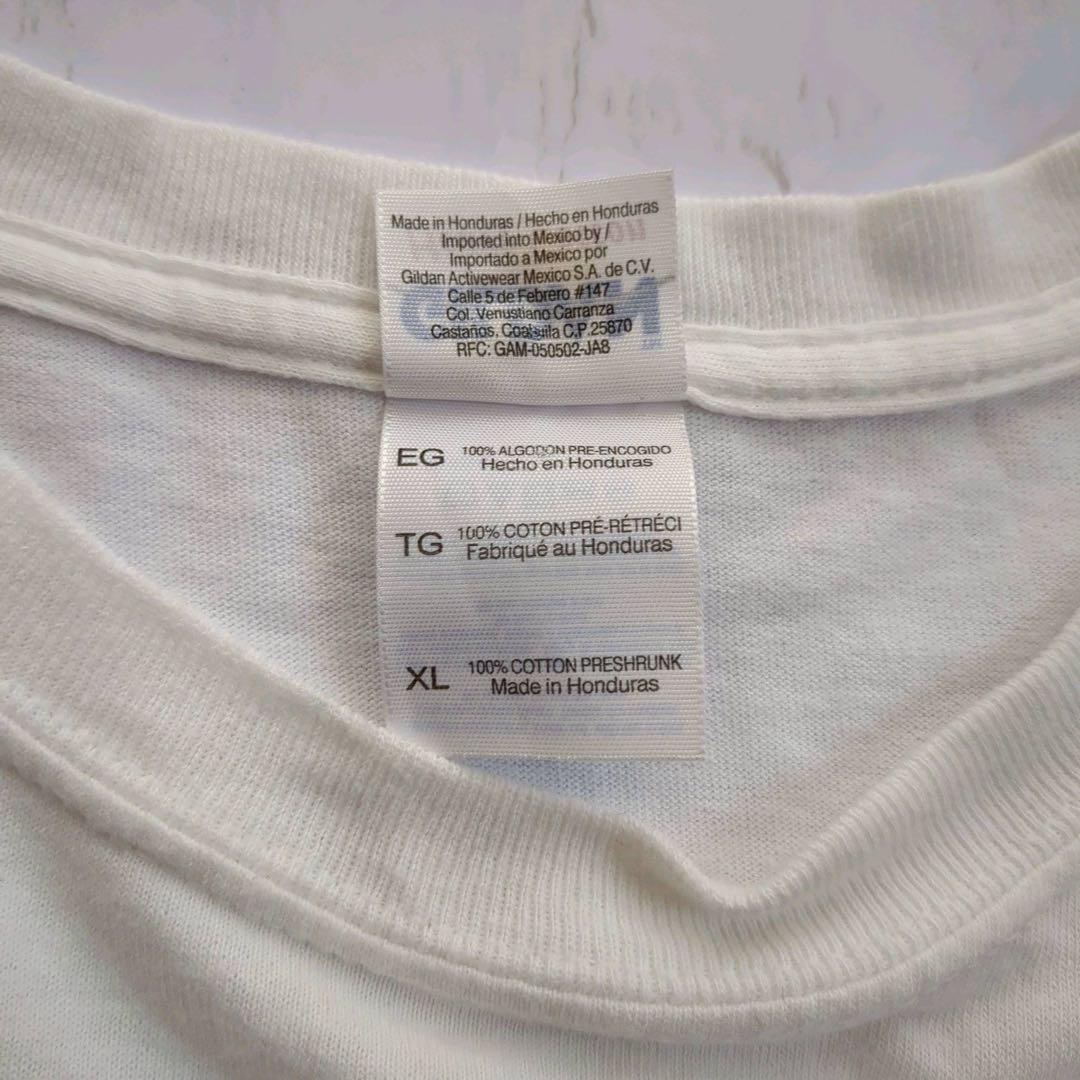 Made in Honduras / Hecho en Honduras
Imported into Mexico by /
Importado a Mexico por
Gildan Activewear Mexico S.A. de C.V.
Calle 5 de Febrero #147
Col. Venustiano Carranza
Castaños, Coahuila C.P. 25870
RFC: GAM-050502-JA8
EG 100% ALGODON PRE-ENCOGIDO
Hecho en Honduras
TG 100% COTON PRÉ-RÉTRÉCI
Fabriqué au Honduras
XL 100% COTTON PRESHRUNK
Made in Honduras